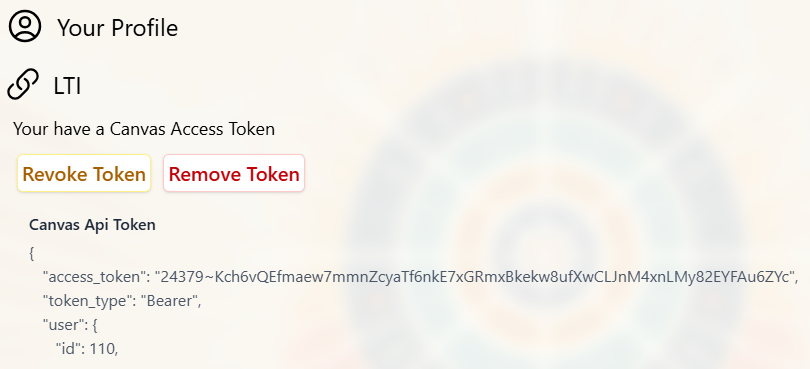 Your Profile
LTI
Your have a Canvas Access Token
Revoke Token
Remove Token
Canvas Api Token
{
"access_token": "24379~Kch6vQEfmaew7mmnZcyaTf6nkE7xGRmxBkekw8ufXwCLJnM4xnLMy82EYFAu6ZYc",
"token_type": "Bearer",
"user": {
"id": 110,